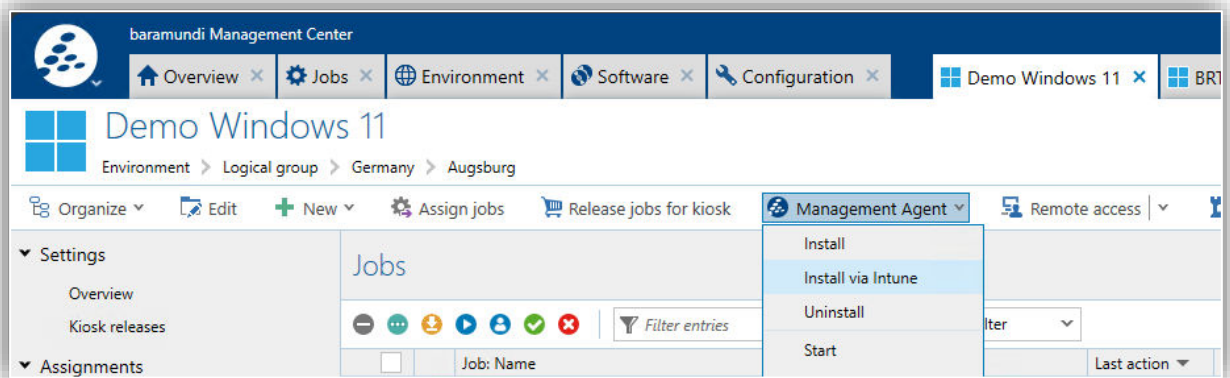 baramundi Management Center
Overview × Jobs × Environment × Software × Configuration × Demo Windows 11 × BRT
Demo Windows 11
Environment > Logical group > Germany > Augsburg
Organize Edit New Assign jobs Release jobs for kiosk Management Agent Remote access
Settings
Overview
Kiosk releases
Assignments
Jobs
Filter entries
lter
Job: Name
Last action
Install
Install via Intune
Uninstall
Start